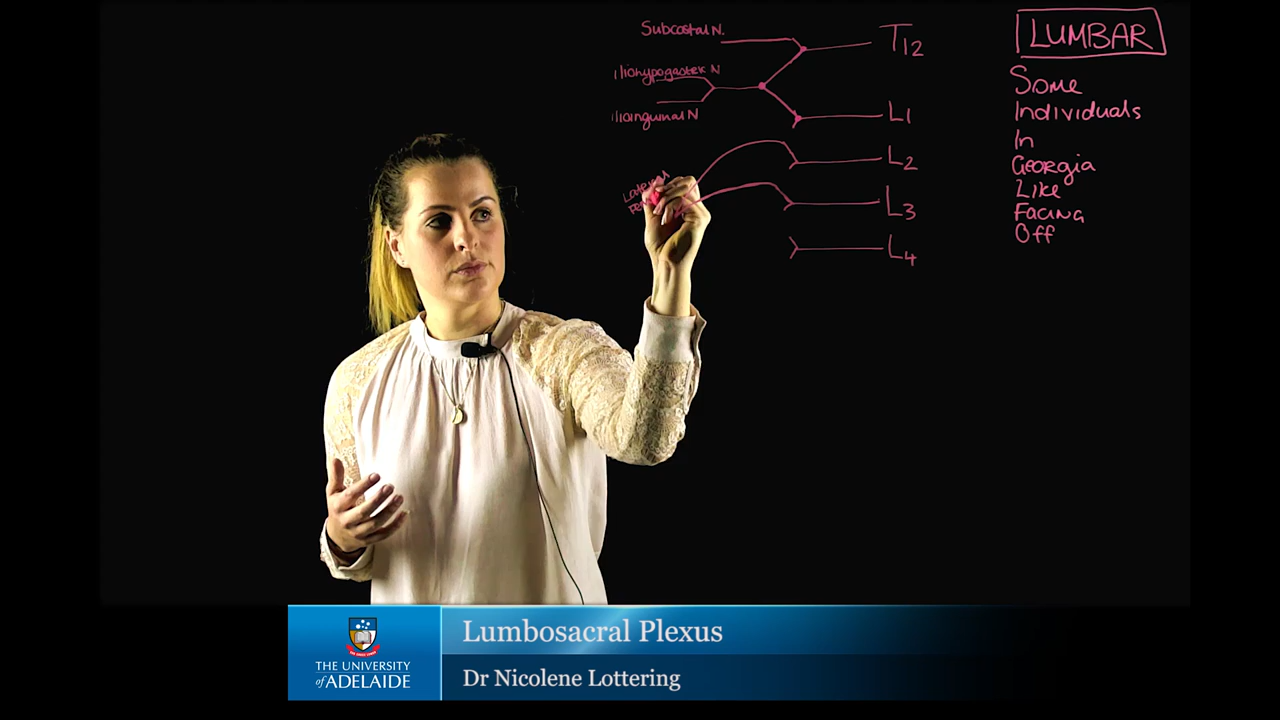 Subcostal N.
T12
iliohypogastric N
ilioinguinal N
L1
L2
Lateral
L3
L4
LUMBAR
Some
Individuals
In
Georgia
Like
Facing
Off
THE UNIVERSITY
of ADELAIDE
Lumbosacral Plexus
Dr Nicolene Lottering